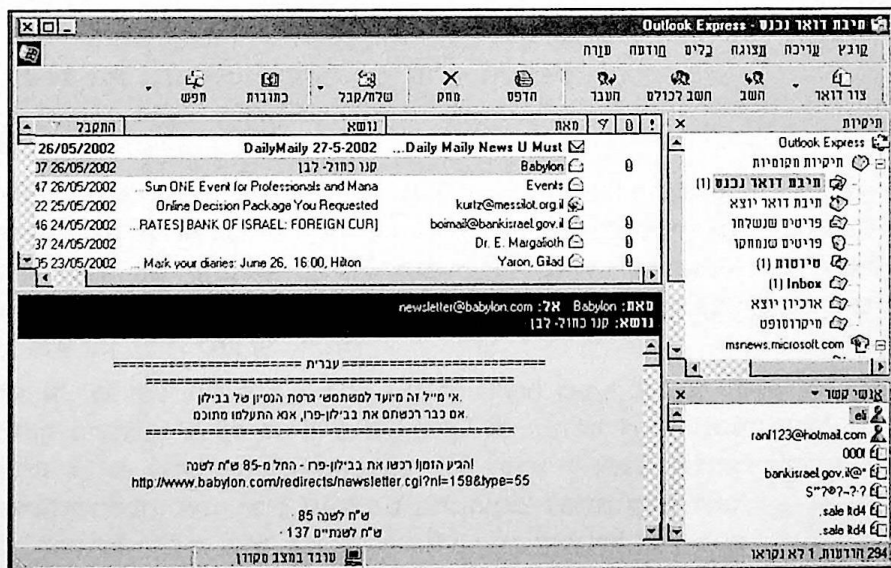 תיבת דואר נכנס - Outlook Express
קובץ עריכה תצוגה כלים הודעה עזרה
צור דואר השב השב לכולם העבר הדפס מחק שלח/קבל כתובות חפש
תיקיות
Outlook Express
תיקיות מקומיות
תיבת דואר נכנס (1)
תיבת דואר יוצא
פריטים שנשלחו
פריטים שנמחקו
טיוטות (1)
Inbox (1)
ארכיון יוצא
מיקרוסופט
msnews.microsoft.com
אנשי קשר
eli
ranl123@hotmail.com
!000
bankisrael.gov.il@*
.sale ltd4
.sale ltd4
! מאת נושא התקבל
Daily Maily News U Must... DailyMaily 27-5-2002 26/05/2002
Babylon קנו כחול- לבן 26/05/2002 07
Events Sun ONE Event for Professionals and Mana... 26/05/2002 47
kurtz@messilot.org.il Online Decision Package You Requested 25/05/2002 22
boimail@bankisrael.gov.il RATES] BANK OF ISRAEL: FOREIGN CUR]... 24/05/2002 46
Dr. E. Margalioth 24/05/2002 37
Yaron, Gilad Mark your diaries: June 26, 16:00, Hilton... 23/05/2002 05
מאת: Babylon אל: newsletter@babylon.com
נושא: קנו כחול- לבן
======================== עברית ========================
================================================
אי מייל זה מיועד למשתמשי גרסת הנסיון של בבילון.
אם כבר רכשתם את בבילון-פרו, אנא התעלמו מתוכנו.
================================================
הגיע הזמן! רכשו את בבילון-פרו - החל מ-85 ש"ח לשנה!
http://www.babylon.com/redirects/newsletter.cgi?nl=159&type=55
ש"ח לשנה 85
ש"ח לשנתיים 137 -
294 הודעות, 1 לא נקראו
עובד במצב מקוון